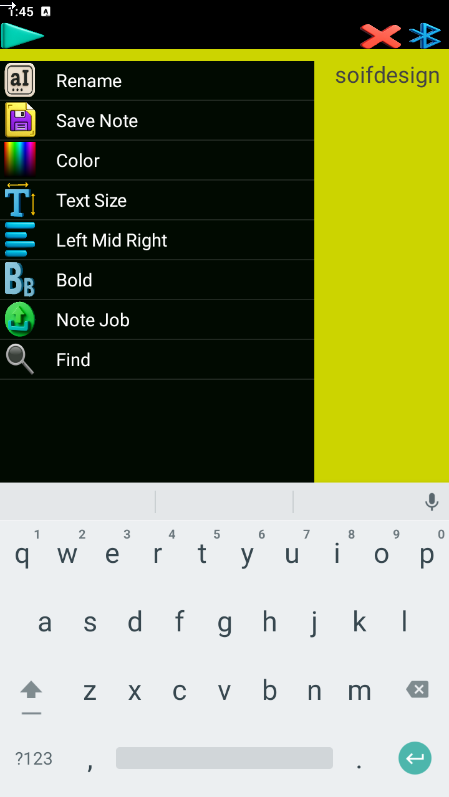 1:45 A
soifdesign
aI Rename
Save Note
Color
T Text Size
Left Mid Right
BB Bold
Note Job
Find
1 2 3 4 5 6 7 8 9 0
q w e r t y u i o p
a s d f g h j k l
z x c v b n m
?123 , .